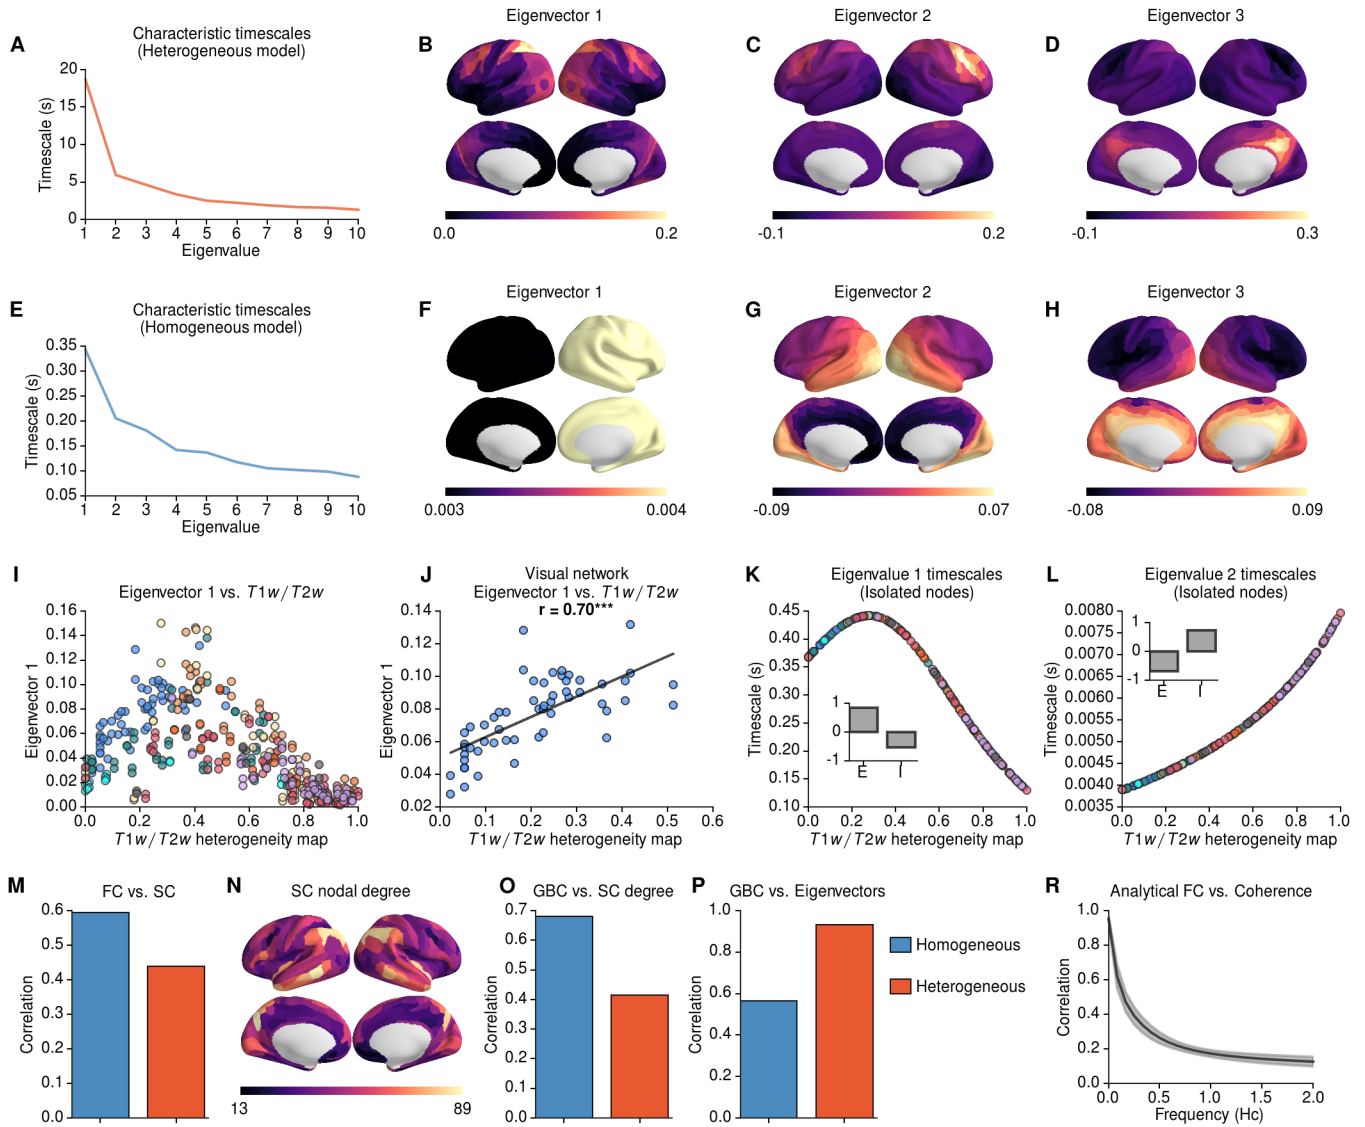 A
Characteristic timescales
(Heterogeneous model)
Timescale (s)
20
15
10
5
0
1 2 3 4 5 6 7 8 9 10
Eigenvalue
B
Eigenvector 1
0.0 0.2
C
Eigenvector 2
-0.1 0.2
D
Eigenvector 3
-0.1 0.3
E
Characteristic timescales
(Homogeneous model)
Timescale (s)
0.35
0.30
0.25
0.20
0.15
0.10
0.05
1 2 3 4 5 6 7 8 9 10
Eigenvalue
F
Eigenvector 1
0.003 0.004
G
Eigenvector 2
-0.09 0.07
H
Eigenvector 3
-0.08 0.09
I
Eigenvector 1 vs. T1w/T2w
Eigenvector 1
0.16
0.14
0.12
0.10
0.08
0.06
0.04
0.02
0.00
0.0 0.2 0.4 0.6 0.8 1.0
T1w/T2w heterogeneity map
J
Visual network
Eigenvector 1 vs. T1w/T2w
r = 0.70***
Eigenvector 1
0.14
0.12
0.10
0.08
0.06
0.04
0.02
0.0 0.1 0.2 0.3 0.4 0.5 0.6
T1w/T2w heterogeneity map
K
Eigenvalue 1 timescales
(Isolated nodes)
Timescale (s)
0.45
0.40
0.35
0.30
0.25
0.20
0.15
0.10
1
0
-1
E I
0.0 0.2 0.4 0.6 0.8 1.0
T1w/T2w heterogeneity map
L
Eigenvalue 2 timescales
(Isolated nodes)
Timescale (s)
0.0080
0.0075
0.0070
0.0065
0.0060
0.0055
0.0050
0.0045
0.0040
0.0035
1
0
-1
E I
0.0 0.2 0.4 0.6 0.8 1.0
T1w/T2w heterogeneity map
M
FC vs. SC
Correlation
0.6
0.5
0.4
0.3
0.2
0.1
0.0
N
SC nodal degree
13 89
O
GBC vs. SC degree
Correlation
0.7
0.6
0.5
0.4
0.3
0.2
0.1
0.0
P
GBC vs. Eigenvectors
Correlation
1.0
0.8
0.6
0.4
0.2
0.0
Homogeneous
Heterogeneous
R
Analytical FC vs. Coherence
Correlation
1.0
0.8
0.6
0.4
0.2
0.0
0.0 0.5 1.0 1.5 2.0
Frequency (Hc)